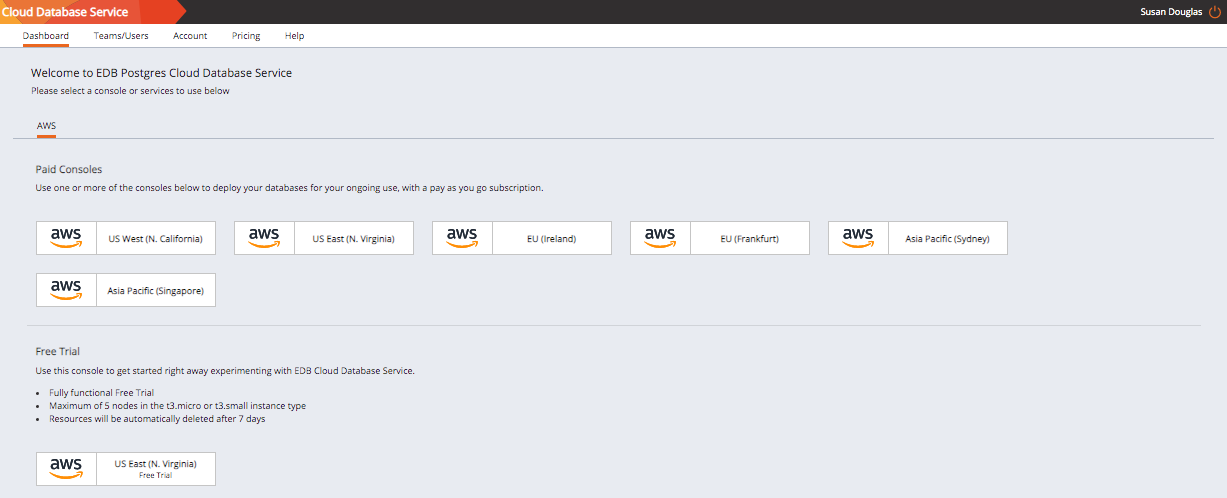 Cloud Database Service
Susan Douglas
Dashboard Teams/Users Account Pricing Help
Welcome to EDB Postgres Cloud Database Service
Please select a console or services to use below
AWS
Paid Consoles
Use one or more of the consoles below to deploy your databases for your ongoing use, with a pay as you go subscription.
aws US West (N. California)
aws US East (N. Virginia)
aws EU (Ireland)
aws EU (Frankfurt)
aws Asia Pacific (Sydney)
aws Asia Pacific (Singapore)
Free Trial
Use this console to get started right away experimenting with EDB Cloud Database Service.
• Fully functional Free Trial
• Maximum of 5 nodes in the t3.micro or t3.small instance type
• Resources will be automatically deleted after 7 days
aws US East (N. Virginia)
Free Trial